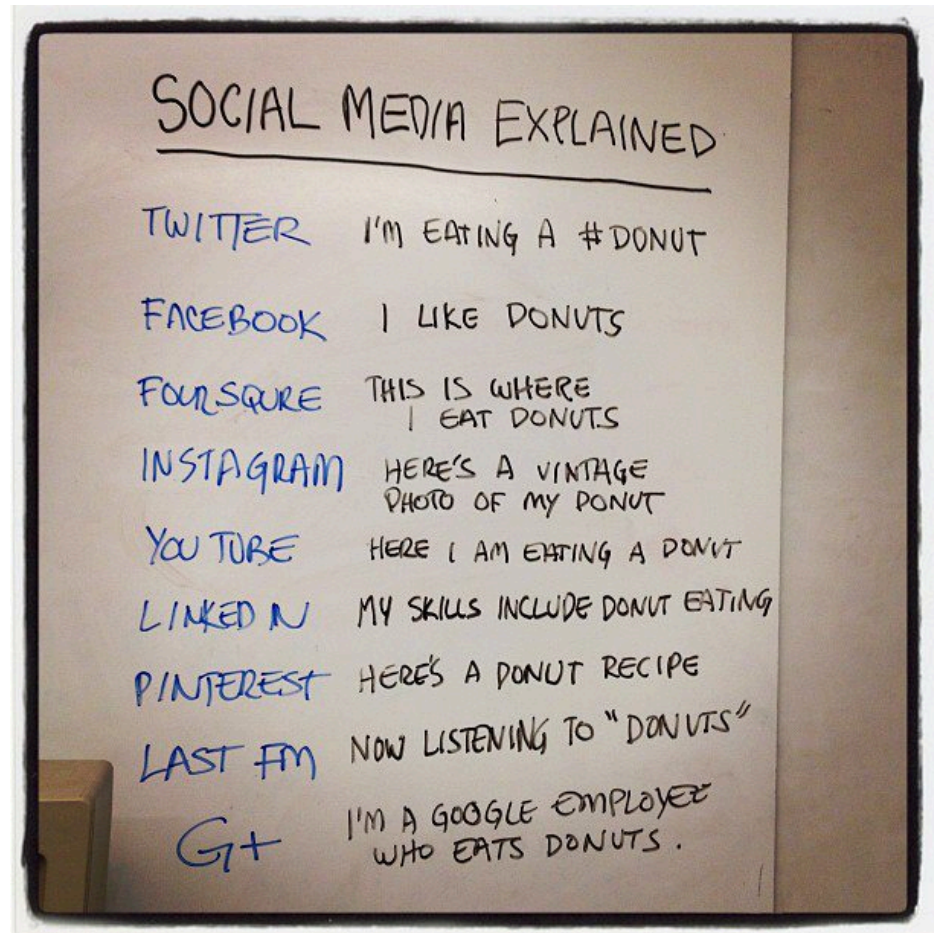 SOCIAL MEDIA EXPLAINED
TWITTER I'M EATING A #DONUT
FACEBOOK I LIKE DONUTS
FOURSQURE THIS IS WHERE
I EAT DONUTS
INSTAGRAM HERE'S A VINTAGE
PHOTO OF MY DONUT
YOU TUBE HERE I AM EATING A DONUT
LINKED IN MY SKILLS INCLUDE DONUT EATING
PINTEREST HERE'S A DONUT RECIPE
LAST FM NOW LISTENING TO "DONUTS"
G+ I'M A GOOGLE EMPLOYEE
WHO EATS DONUTS.